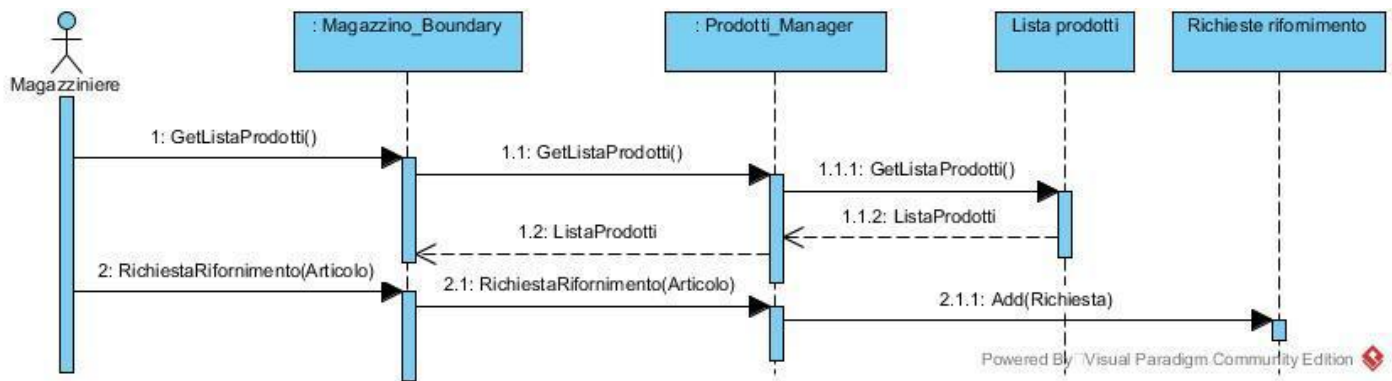 : Magazzino_Boundary
: Prodotti_Manager
Lista prodotti
Richieste rifornimento
Magazziniere
1: GetListaProdotti()
1.1: GetListaProdotti()
1.1.1: GetListaProdotti()
1.1.2: ListaProdotti
1.2: ListaProdotti
2: RichiestaRifornimento(Articolo)
2.1: RichiestaRifornimento(Articolo)
2.1.1: Add(Richiesta)
Powered By Visual Paradigm Community Edition